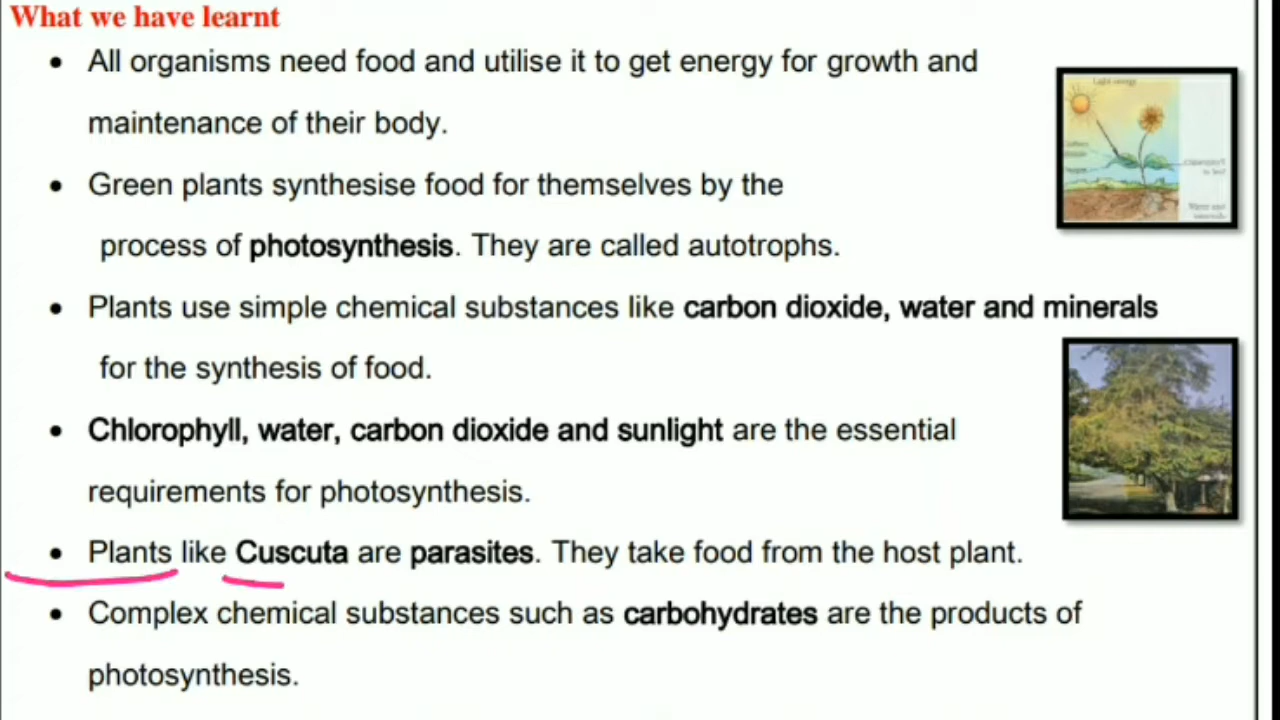 What we have learnt
• All organisms need food and utilise it to get energy for growth and
maintenance of their body.
• Green plants synthesise food for themselves by the
process of photosynthesis. They are called autotrophs.
• Plants use simple chemical substances like carbon dioxide, water and minerals
for the synthesis of food.
• Chlorophyll, water, carbon dioxide and sunlight are the essential
requirements for photosynthesis.
• Plants like Cuscuta are parasites. They take food from the host plant.
• Complex chemical substances such as carbohydrates are the products of
photosynthesis.
Light energy